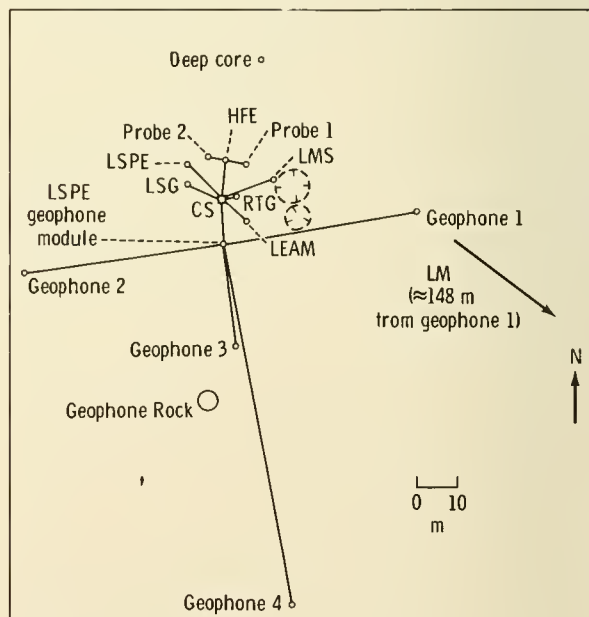 Deep core
HFE
Probe 2
Probe 1
LSPE
LMS
LSG
LSPE
geophone
module
CS
RTG
Geophone 1
LEAM
LM
(≈148 m
from geophone 1)
Geophone 2
N
Geophone 3
Geophone Rock
0 10
m
Geophone 4